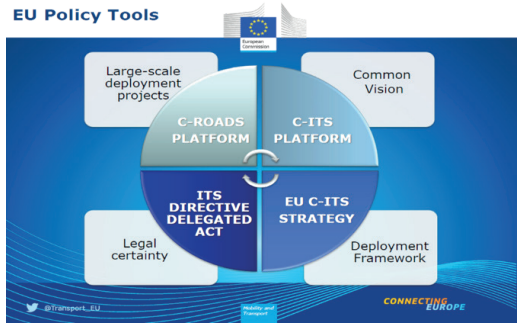 EU Policy Tools
European
Commission
Large-scale
deployment
projects
Common
Vision
C-ROADS
PLATFORM
C-ITS
PLATFORM
ITS
DIRECTIVE
DELEGATED
ACT
EU C-ITS
STRATEGY
Legal
certainty
Deployment
Framework
@Transport_EU
Mobility and
Transport
CONNECTING
EUROPE